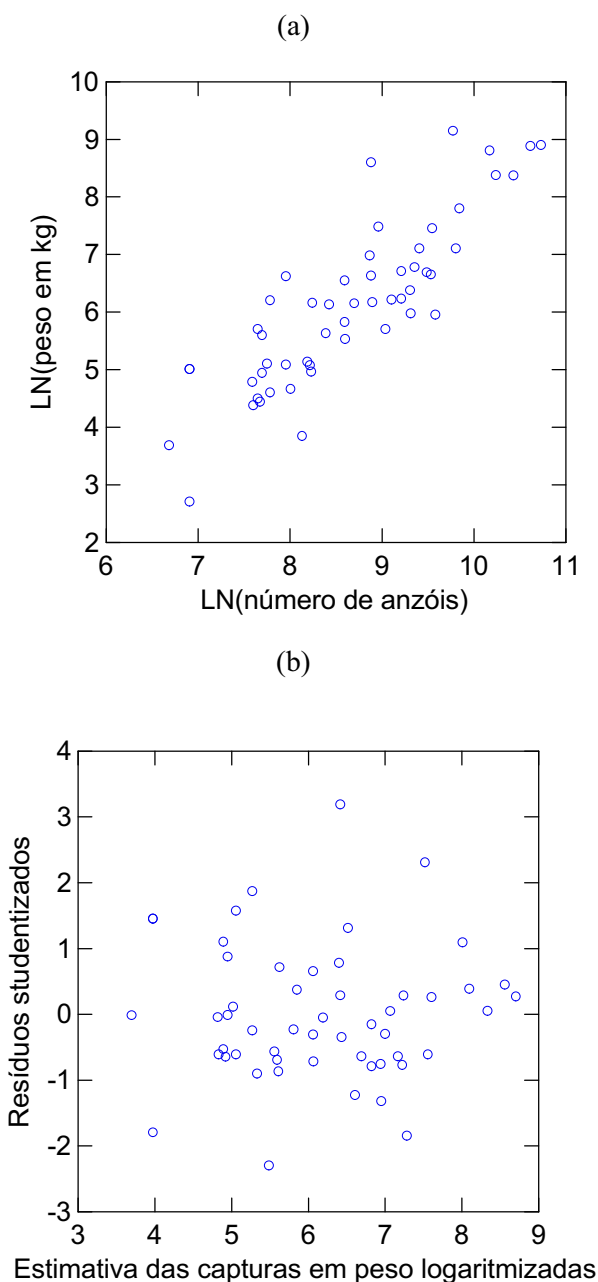 (a)
10
9
8
7
6
5
4
3
2
LN(peso em kg)
6 7 8 9 10 11
LN(número de anzóis)
(b)
4
3
2
1
0
-1
-2
-3
Resíduos studentizados
3 4 5 6 7 8 9
Estimativa das capturas em peso logaritmizadas